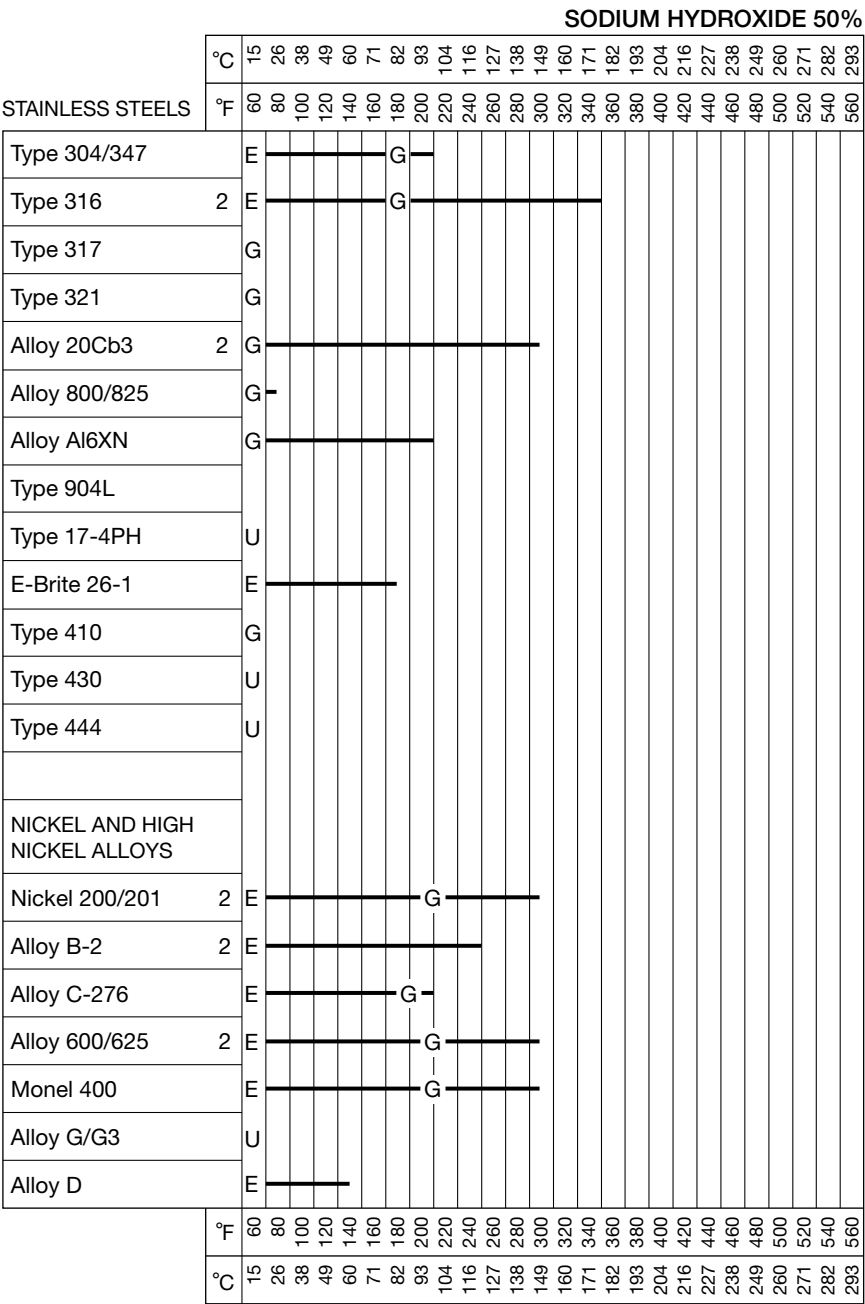 SODIUM HYDROXIDE 50%
°C 15 26 38 49 60 71 82 93 104 116 127 138 149 160 171 182 193 204 216 227 238 249 260 271 282 293
STAINLESS STEELS °F 60 80 100 120 140 160 180 200 220 240 260 280 300 320 340 360 380 400 420 440 460 480 500 520 540 560
Type 304/347 E G
Type 316 2 E G
Type 317 G
Type 321 G
Alloy 20Cb3 2 G
Alloy 800/825 G
Alloy Al6XN G
Type 904L
Type 17-4PH U
E-Brite 26-1 E
Type 410 G
Type 430 U
Type 444 U
NICKEL AND HIGH
NICKEL ALLOYS
Nickel 200/201 2 E G
Alloy B-2 2 E
Alloy C-276 E G
Alloy 600/625 2 E G
Monel 400 E G
Alloy G/G3 U
Alloy D E
°F 60 80 100 120 140 160 180 200 220 240 260 280 300 320 340 360 380 400 420 440 460 480 500 520 540 560
°C 15 26 38 49 60 71 82 93 104 116 127 138 149 160 171 182 193 204 216 227 238 249 260 271 282 293